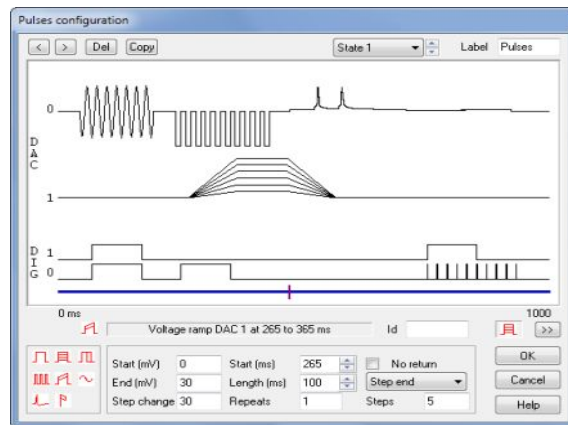 Pulses configuration
< > Del Copy State 1 Label Pulses
0
D
A
C
1
D 1
I
G 0
0 ms 1000
Voltage ramp DAC 1 at 265 to 365 ms Id >>
Start (mV) 0 Start (ms) 265 No return OK
End (mV) 30 Length (ms) 100 Step end Cancel
Step change 30 Repeats 1 Steps 5 Help